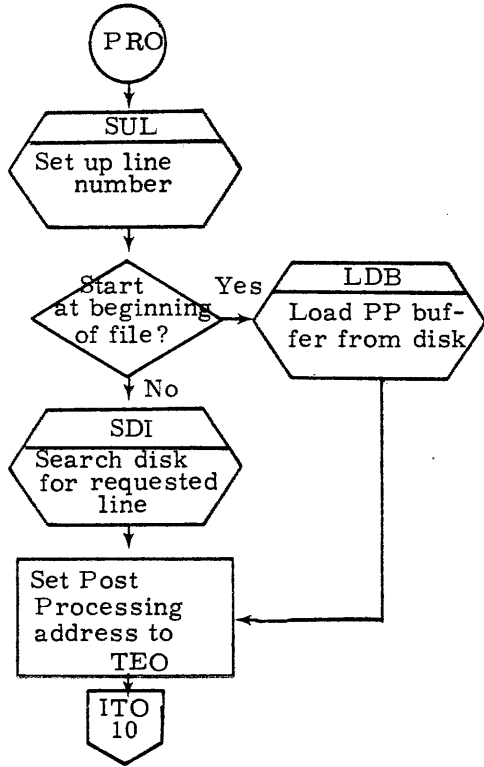 PRO
SUL
Set up line
number
Start
at beginning
of file?
Yes
LDB
Load PP buf-
fer from disk
No
SDI
Search disk
for requested
line
Set Post
Processing
address to
TEO
ITO
10